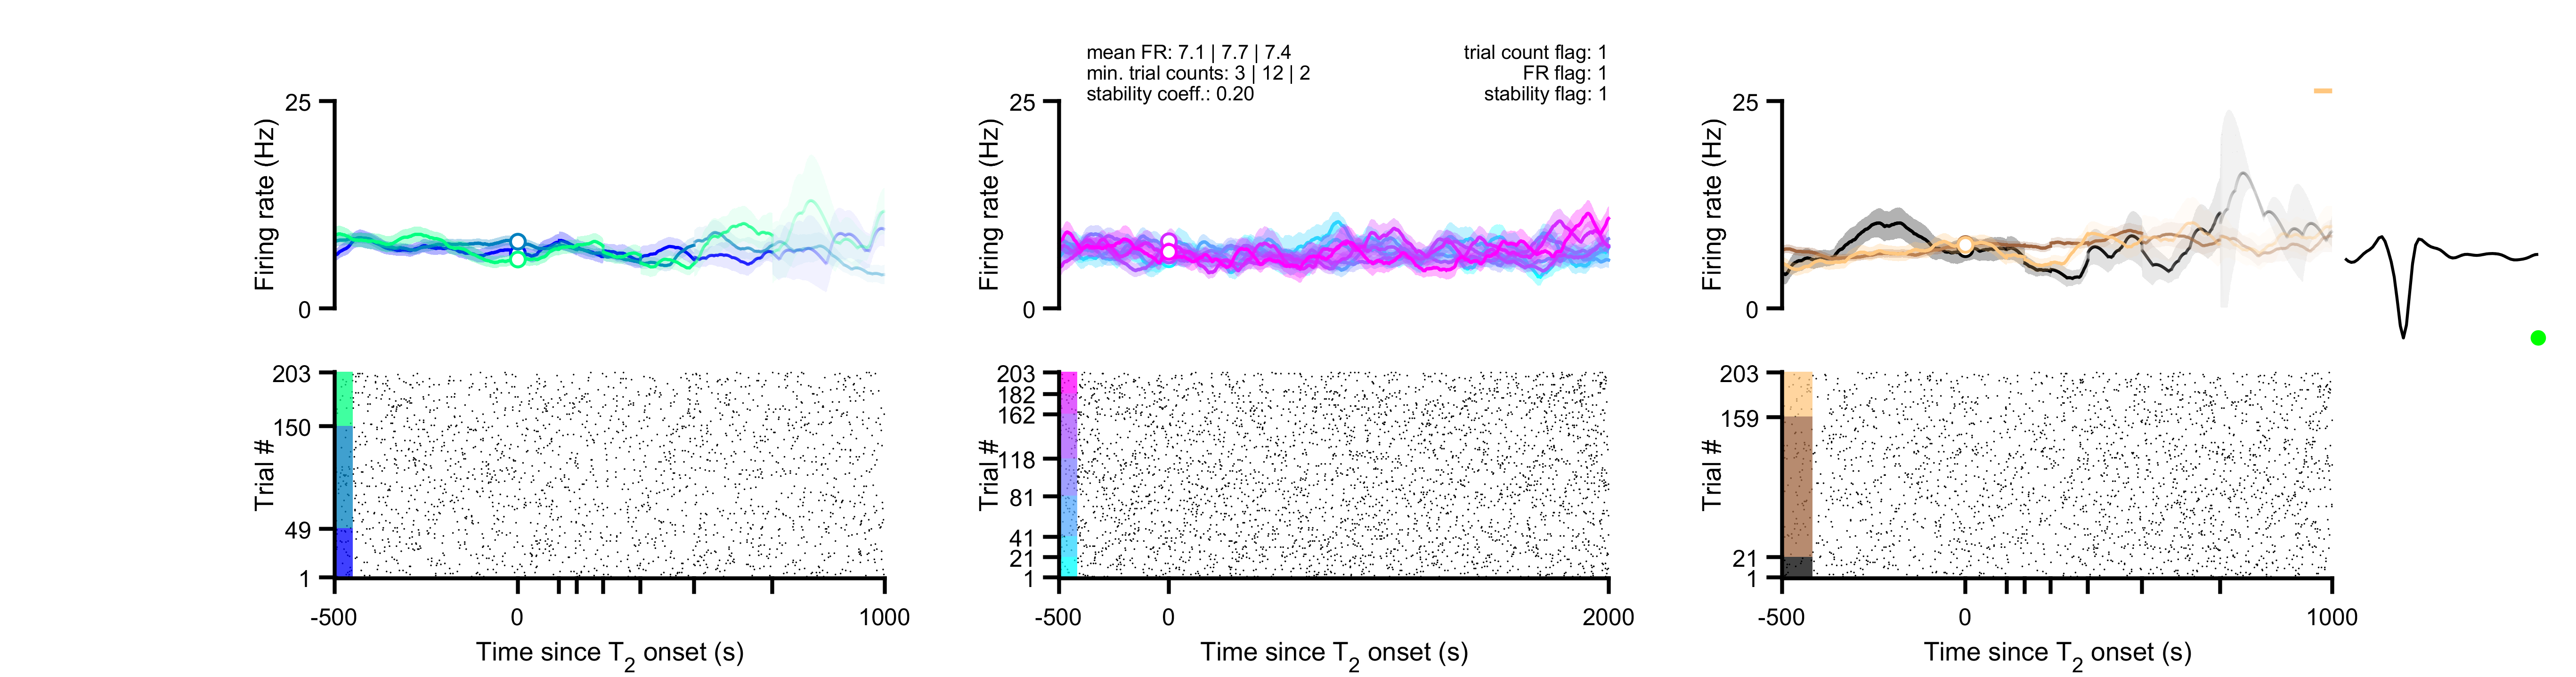 mean FR: 7.1 | 7.7 | 7.4
min. trial counts: 3 | 12 | 2
stability coeff.: 0.20
trial count flag: 1
FR flag: 1
stability flag: 1
25
Firing rate (Hz)
0
25
Firing rate (Hz)
0
25
Firing rate (Hz)
0
203
150
49
1
Trial #
-500
0
1000
Time since T2 onset (s)
203
182
162
118
81
41
21
1
Trial #
-500
0
2000
Time since T2 onset (s)
203
159
21
1
Trial #
-500
0
1000
Time since T2 onset (s)